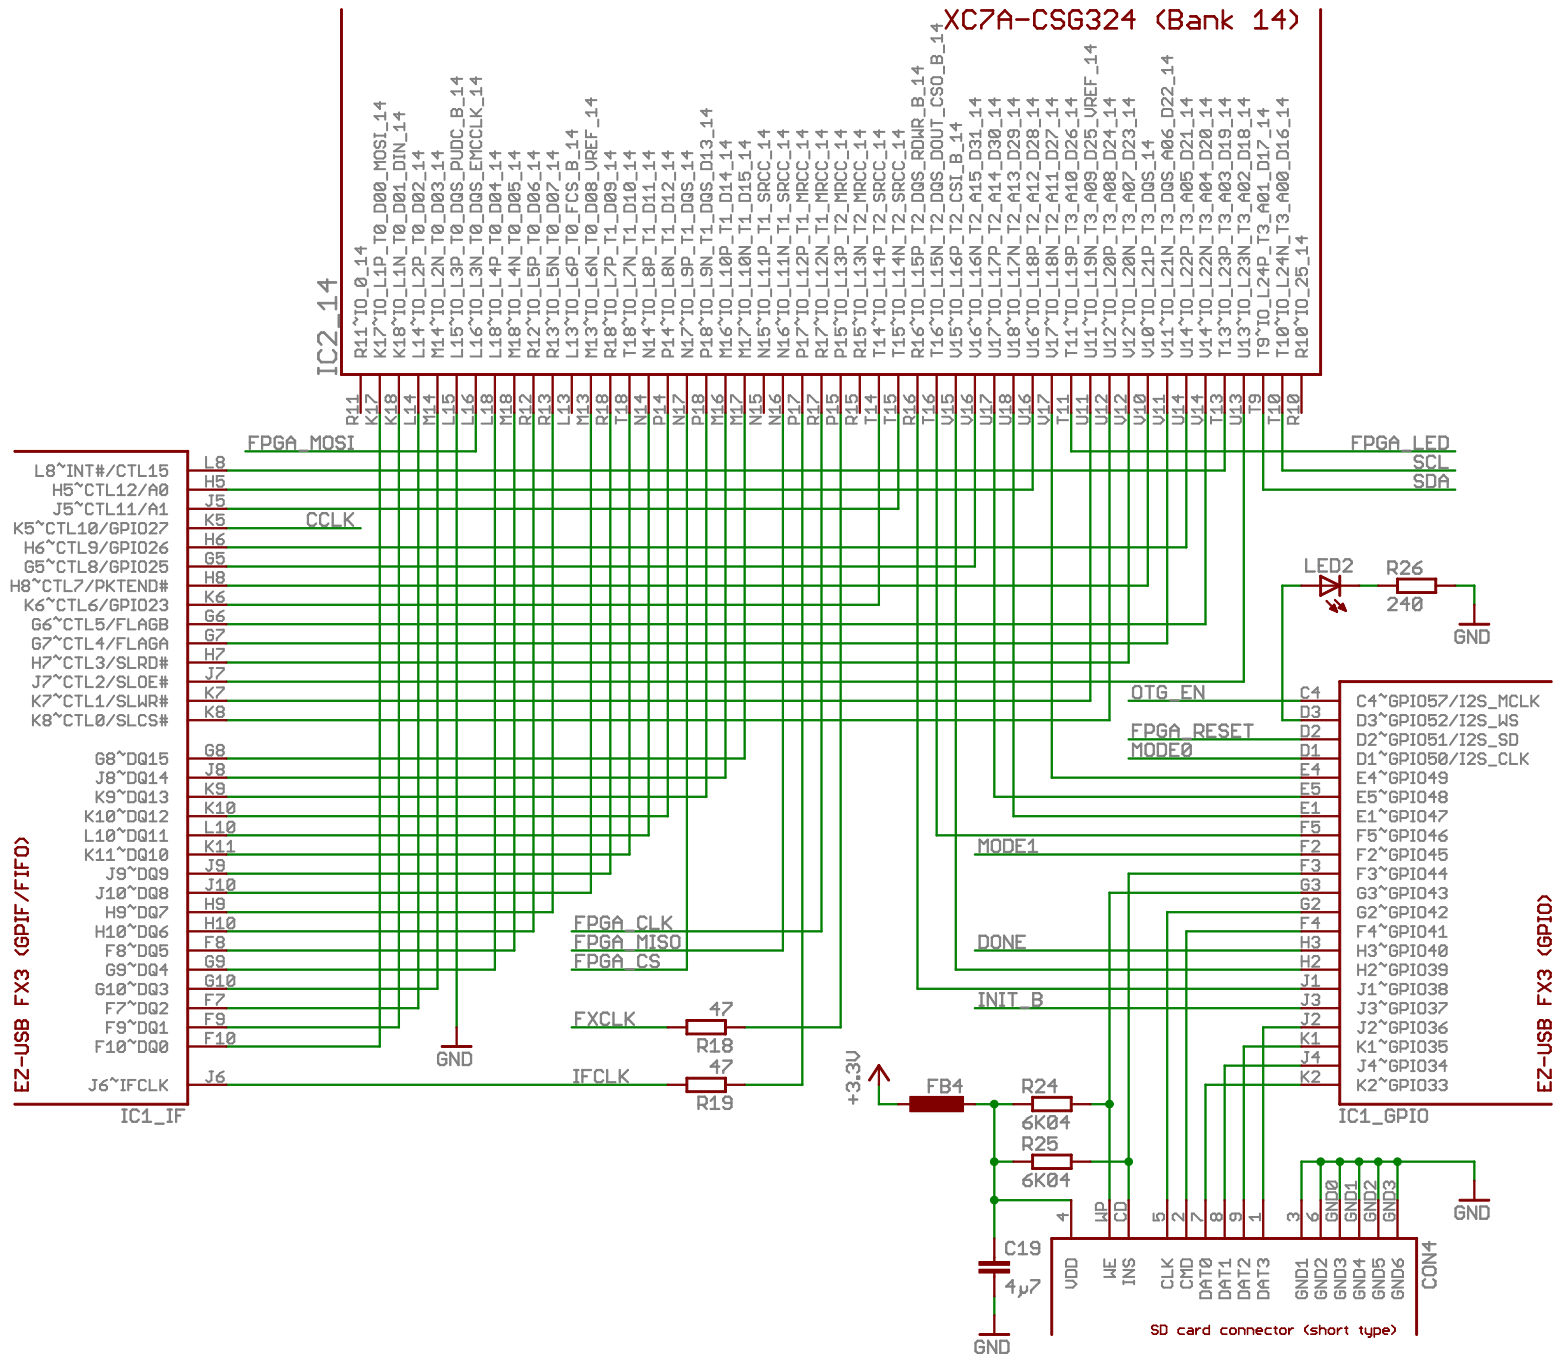 XC7A-CSG324 (Bank 14)
IC2_14
R11~IO_0_14
K17~IO_L1P_T0_D00_MOSI_14
K18~IO_L1N_T0_D01_DIN_14
L14~IO_L2P_T0_D02_14
M14~IO_L2N_T0_D03_14
L15~IO_L3P_T0_DQS_PUDC_B_14
L16~IO_L3N_T0_DQS_EMCCLK_14
L18~IO_L4P_T0_D04_14
M18~IO_L4N_T0_D05_14
R12~IO_L5P_T0_D06_14
R13~IO_L5N_T0_D07_14
L13~IO_L6P_T0_FCS_B_14
M13~IO_L6N_T0_D08_VREF_14
R18~IO_L7P_T1_D09_14
T18~IO_L7N_T1_D10_14
N14~IO_L8P_T1_D11_14
P14~IO_L8N_T1_D12_14
N17~IO_L9P_T1_DQS_14
P18~IO_L9N_T1_DQS_D13_14
M16~IO_L10P_T1_D14_14
M17~IO_L10N_T1_D15_14
N15~IO_L11P_T1_SRCC_14
N16~IO_L11N_T1_SRCC_14
P17~IO_L12P_T1_MRCC_14
R17~IO_L12N_T1_MRCC_14
P15~IO_L13P_T2_MRCC_14
R15~IO_L13N_T2_MRCC_14
T14~IO_L14P_T2_SRCC_14
T15~IO_L14N_T2_SRCC_14
R16~IO_L15P_T2_DQS_RDWR_B_14
T16~IO_L15N_T2_DQS_DOUT_CSO_B_14
V15~IO_L16P_T2_CSI_B_14
V16~IO_L16N_T2_A15_D31_14
U17~IO_L17P_T2_A14_D30_14
U18~IO_L17N_T2_A13_D29_14
U16~IO_L18P_T2_A12_D28_14
V17~IO_L18N_T2_A11_D27_14
T11~IO_L19P_T3_A10_D26_14
U11~IO_L19N_T3_A09_D25_VREF_14
U12~IO_L20P_T3_A08_D24_14
V12~IO_L20N_T3_A07_D23_14
V10~IO_L21P_T3_DQS_14
V11~IO_L21N_T3_DQS_A06_D22_14
U14~IO_L22P_T3_A05_D21_14
V14~IO_L22N_T3_A04_D20_14
T13~IO_L23P_T3_A03_D19_14
U13~IO_L23N_T3_A02_D18_14
T9~IO_L24P_T3_A01_D17_14
T10~IO_L24N_T3_A00_D16_14
R10~IO_25_14
R11 K17 K18 L14 M14 L15 L16 L18 M18 R12 R13 L13 M13 R18 T18 N14 P14 N17 P18 M16 M17 N15 N16 P17 R17 P15 R15 T14 T15 R16 T16 V15 V16 U17 U18 U16 V17 T11 U11 U12 V12 V10 V11 U14 V14 T13 U13 T9 T10 R10
FPGA_MOSI
FPGA_LED
SCL
SDA
L8~INT#/CTL15 L8
H5~CTL12/A0 H5
J5~CTL11/A1 J5
K5~CTL10/GPIO27 K5 CCLK
H6~CTL9/GPIO26 H6
G5~CTL8/GPIO25 G5
H8~CTL7/PKTEND# H8
K6~CTL6/GPIO23 K6
G6~CTL5/FLAGB G6
G7~CTL4/FLAGA G7
H7~CTL3/SLRD# H7
J7~CTL2/SLOE# J7
K7~CTL1/SLWR# K7
K8~CTL0/SLCS# K8
G8~DQ15 G8
J8~DQ14 J8
K9~DQ13 K9
K10~DQ12 K10
L10~DQ11 L10
K11~DQ10 K11
J9~DQ9 J9
J10~DQ8 J10
H9~DQ7 H9
H10~DQ6 H10
F8~DQ5 F8
G9~DQ4 G9
G10~DQ3 G10
F7~DQ2 F7
F9~DQ1 F9
F10~DQ0 F10
J6~IFCLK J6
EZ-USB FX3 (GPIF/FIFO)
IC1_IF
GND
FPGA_CLK
FPGA_MISO
FPGA_CS
FXCLK
47
R18
IFCLK
47
R19
LED2
R26
240
GND
OTG_EN C4 C4~GPIO57/I2S_MCLK
D3 D3~GPIO52/I2S_WS
FPGA_RESET D2 D2~GPIO51/I2S_SD
MODE0 D1 D1~GPIO50/I2S_CLK
E4 E4~GPIO49
E5 E5~GPIO48
E1 E1~GPIO47
F5 F5~GPIO46
MODE1 F2 F2~GPIO45
F3 F3~GPIO44
G3 G3~GPIO43
G2 G2~GPIO42
F4 F4~GPIO41
DONE H3 H3~GPIO40
H2 H2~GPIO39
J1 J1~GPIO38
INIT_B J3 J3~GPIO37
J2 J2~GPIO36
K1 K1~GPIO35
J4 J4~GPIO34
K2 K2~GPIO33
EZ-USB FX3 (GPIO)
IC1_GPIO
+3.3V
FB4
R24
6K04
R25
6K04
C19
4µ7
GND
GND
4 WP CD 5 2 7 8 9 1 3 6 GND0 GND1 GND2 GND3
VDD WE INS CLK CMD DAT0 DAT1 DAT2 DAT3 GND1 GND2 GND3 GND4 GND5 GND6
CON4
SD card connector (short type)